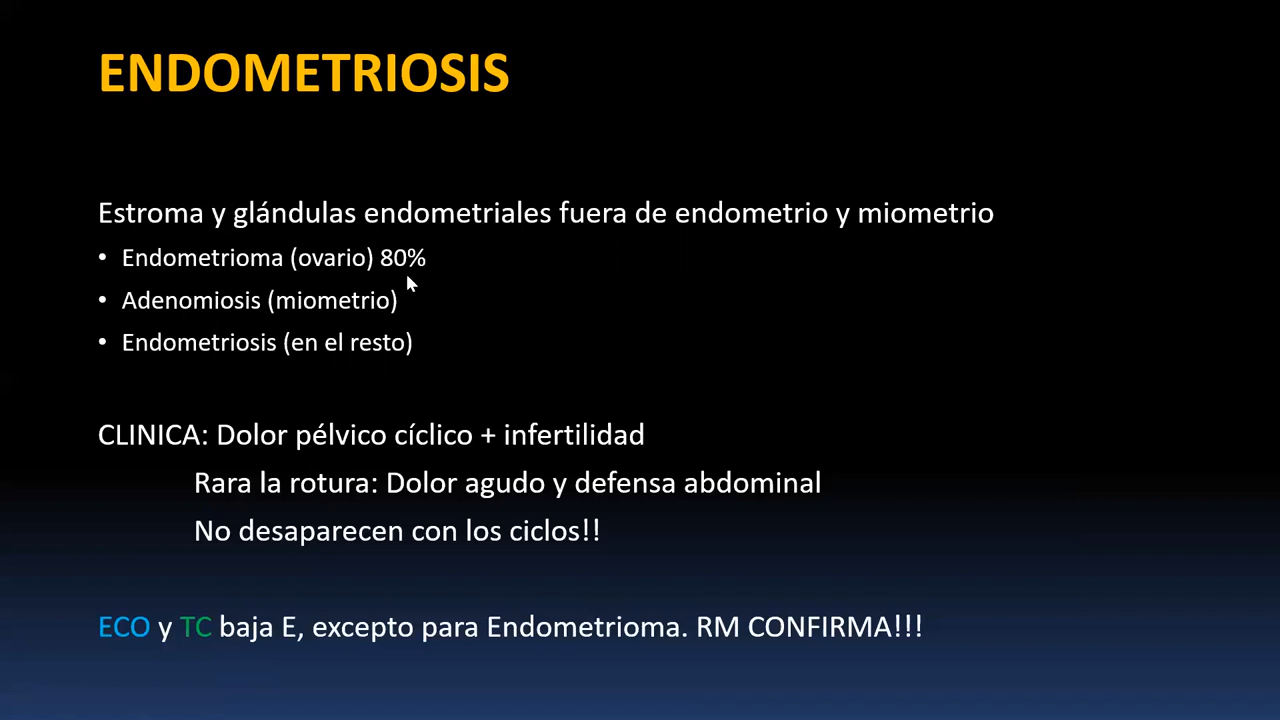 ENDOMETRIOSIS
Estroma y glándulas endometriales fuera de endometrio y miometrio
• Endometrioma (ovario) 80%
• Adenomiosis (miometrio)
• Endometriosis (en el resto)
CLINICA: Dolor pélvico cíclico + infertilidad
Rara la rotura: Dolor agudo y defensa abdominal
No desaparecen con los ciclos!!
ECO y TC baja E, excepto para Endometrioma. RM CONFIRMA!!!